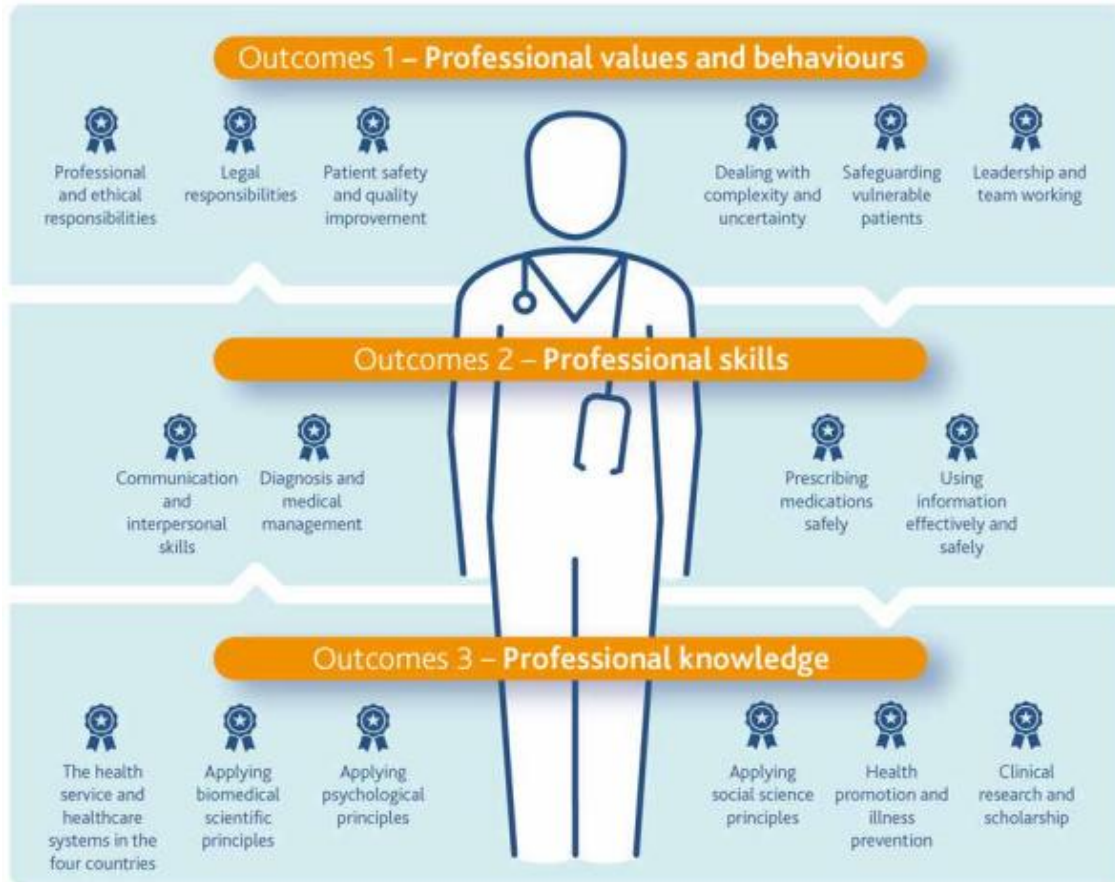 Outcomes 1 – Professional values and behaviours
Professional
and ethical
responsibilities
Legal
responsibilities
Patient safety
and quality
improvement
Dealing with
complexity and
uncertainty
Safeguarding
vulnerable
patients
Leadership and
team working
Outcomes 2 – Professional skills
Communication
and
interpersonal
skills
Diagnosis and
medical
management
Prescribing
medications
safely
Using
information
effectively and
safely
Outcomes 3 – Professional knowledge
The health
service and
healthcare
systems in the
four countries
Applying
biomedical
scientific
principles
Applying
psychological
principles
Applying
social science
principles
Health
promotion and
illness
prevention
Clinical
research and
scholarship